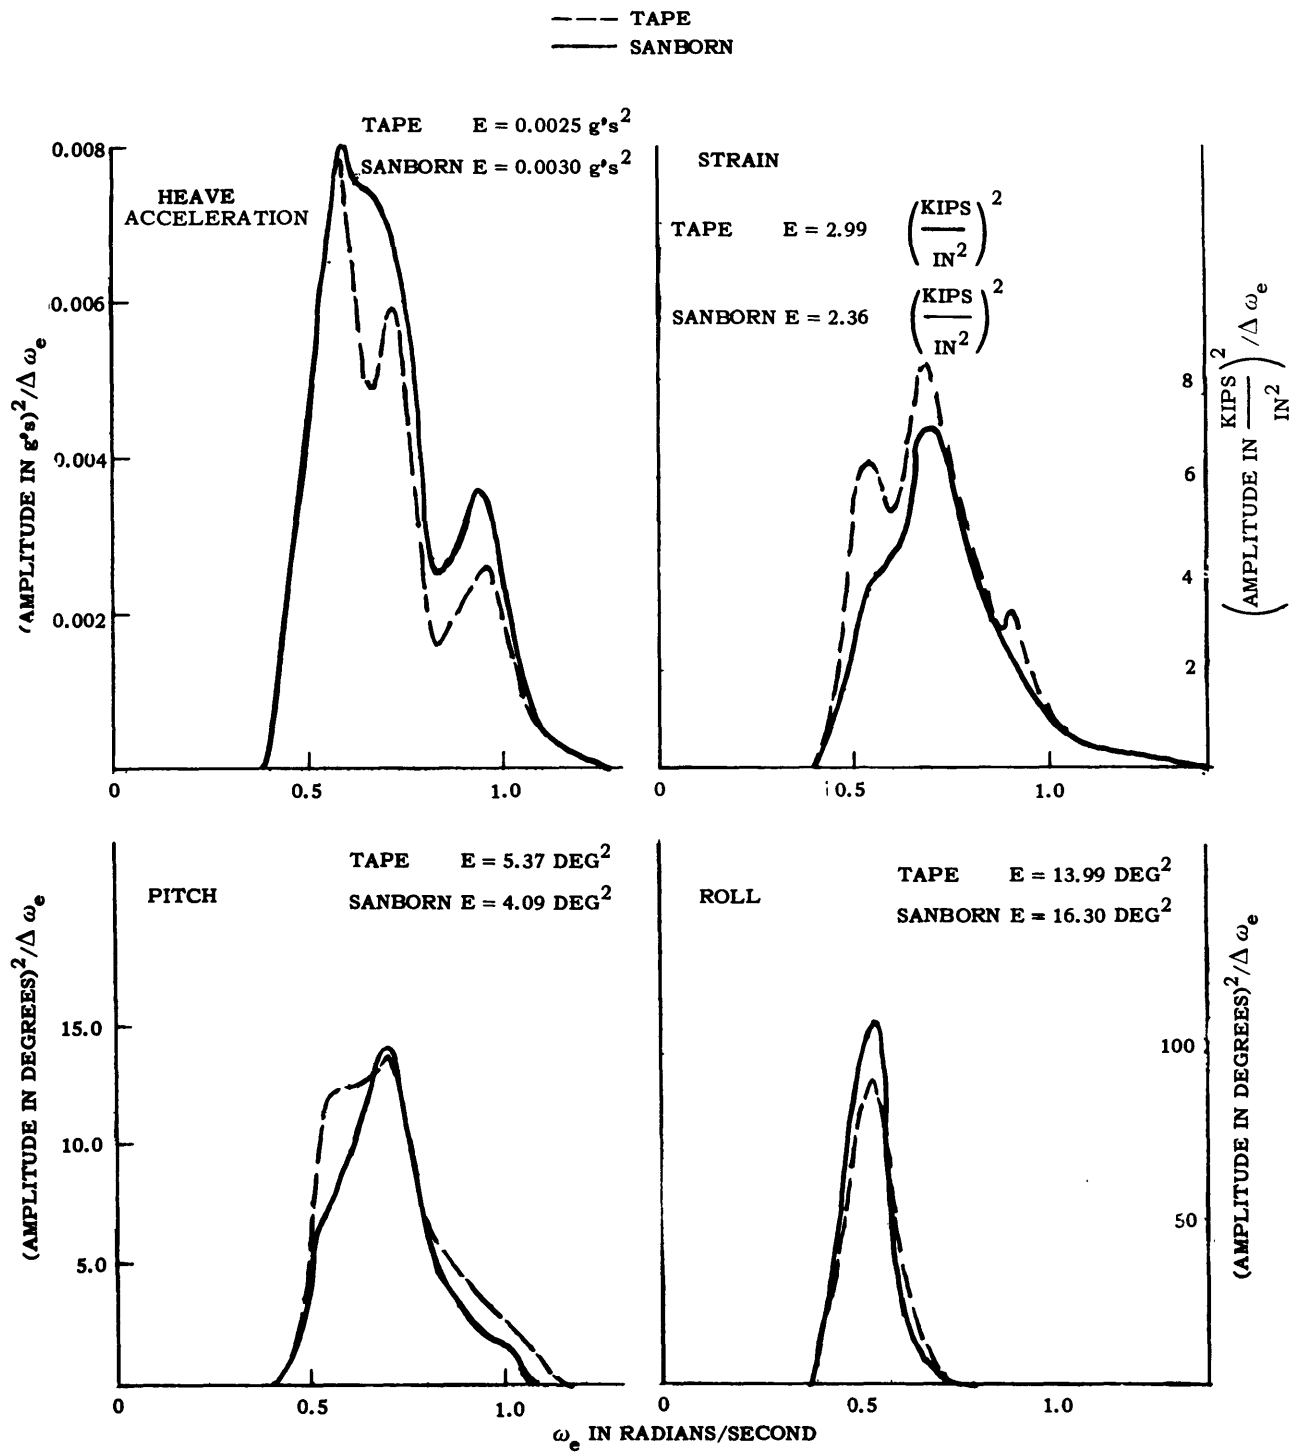 TAPE
SANBORN
TAPE E = 0.0025 g's²
SANBORN E = 0.0030 g's²
HEAVE
ACCELERATION
0.008
0.006
0.004
0.002
(AMPLITUDE IN g's)²/Δ ωₑ
0 0.5 1.0
STRAIN
TAPE E = 2.99 (KIPS/IN²)²
SANBORN E = 2.36 (KIPS/IN²)²
8
6
4
2
(AMPLITUDE IN KIPS/IN²)²/Δ ωₑ
0 0.5 1.0
PITCH
TAPE E = 5.37 DEG²
SANBORN E = 4.09 DEG²
15.0
10.0
5.0
(AMPLITUDE IN DEGREES)²/Δ ωₑ
0 0.5 1.0
ROLL
TAPE E = 13.99 DEG²
SANBORN E = 16.30 DEG²
100
50
(AMPLITUDE IN DEGREES)²/Δ ωₑ
0 0.5 1.0
ωₑ IN RADIANS/SECOND